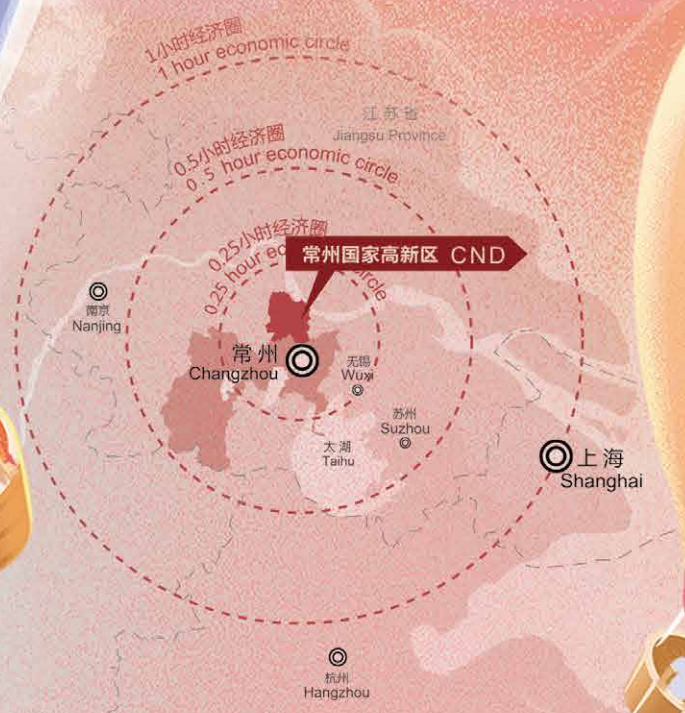 1小时经济圈
1 hour economic circle
江苏省
Jiangsu Province
0.5小时经济圈
0.5 hour economic circle
0.25小时经济圈
0.25 hour ec
rcle
常州国家高新区 CND
南京
Nanjing
常州
Changzhou
无锡
Wuxi
苏州
Suzhou
太湖
Taihu
上海
Shanghai
杭州
Hangzhou